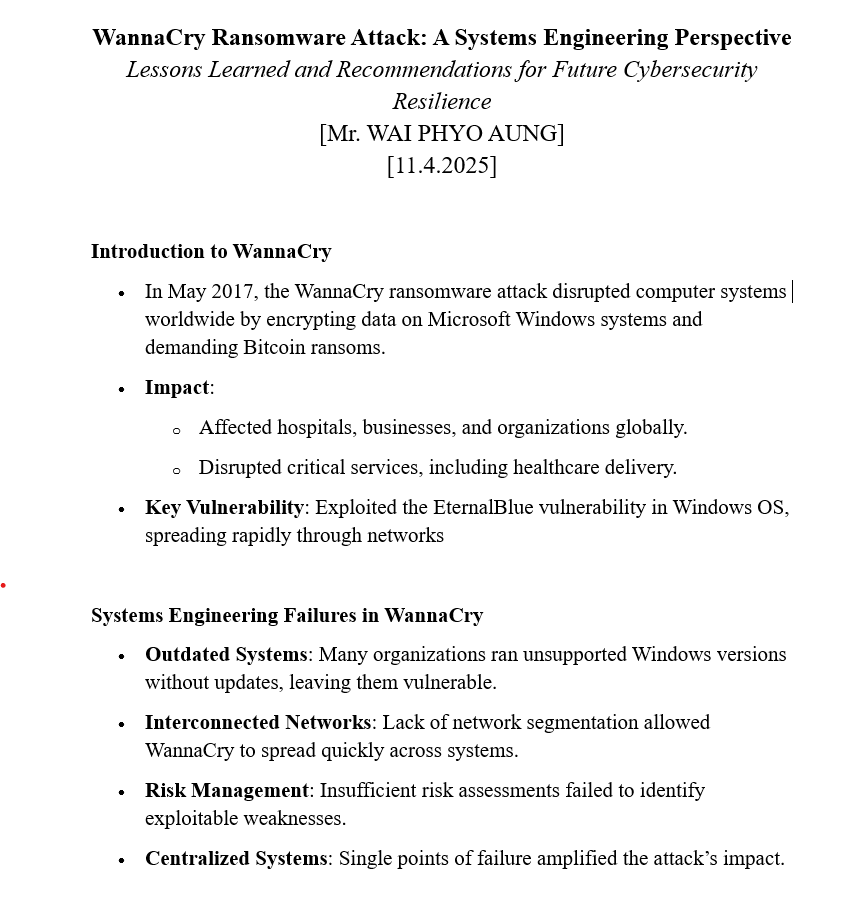 WannaCry Ransomware Attack: A Systems Engineering Perspective
Lessons Learned and Recommendations for Future Cybersecurity
Resilience
[Mr. WAI PHYO AUNG]
[11.4.2025]
Introduction to WannaCry
• In May 2017, the WannaCry ransomware attack disrupted computer systems
worldwide by encrypting data on Microsoft Windows systems and
demanding Bitcoin ransoms.
• Impact:
o Affected hospitals, businesses, and organizations globally.
o Disrupted critical services, including healthcare delivery.
• Key Vulnerability: Exploited the EternalBlue vulnerability in Windows OS,
spreading rapidly through networks
Systems Engineering Failures in WannaCry
• Outdated Systems: Many organizations ran unsupported Windows versions
without updates, leaving them vulnerable.
• Interconnected Networks: Lack of network segmentation allowed
WannaCry to spread quickly across systems.
• Risk Management: Insufficient risk assessments failed to identify
exploitable weaknesses.
• Centralized Systems: Single points of failure amplified the attack’s impact.